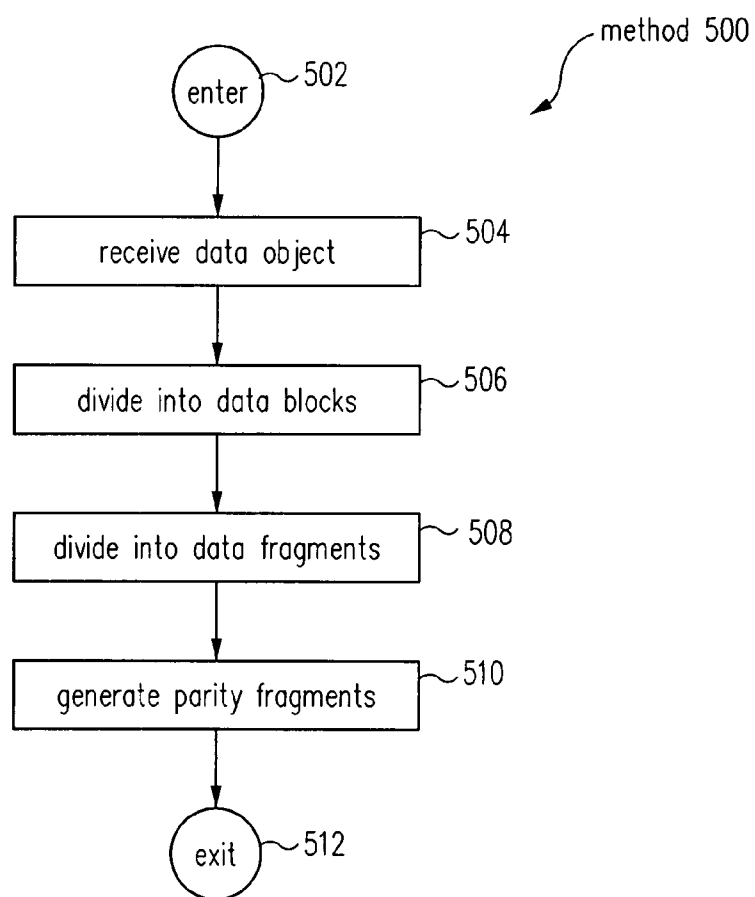 method 500
enter
502
receive data object
504
divide into data blocks
506
divide into data fragments
508
generate parity fragments
510
exit
512